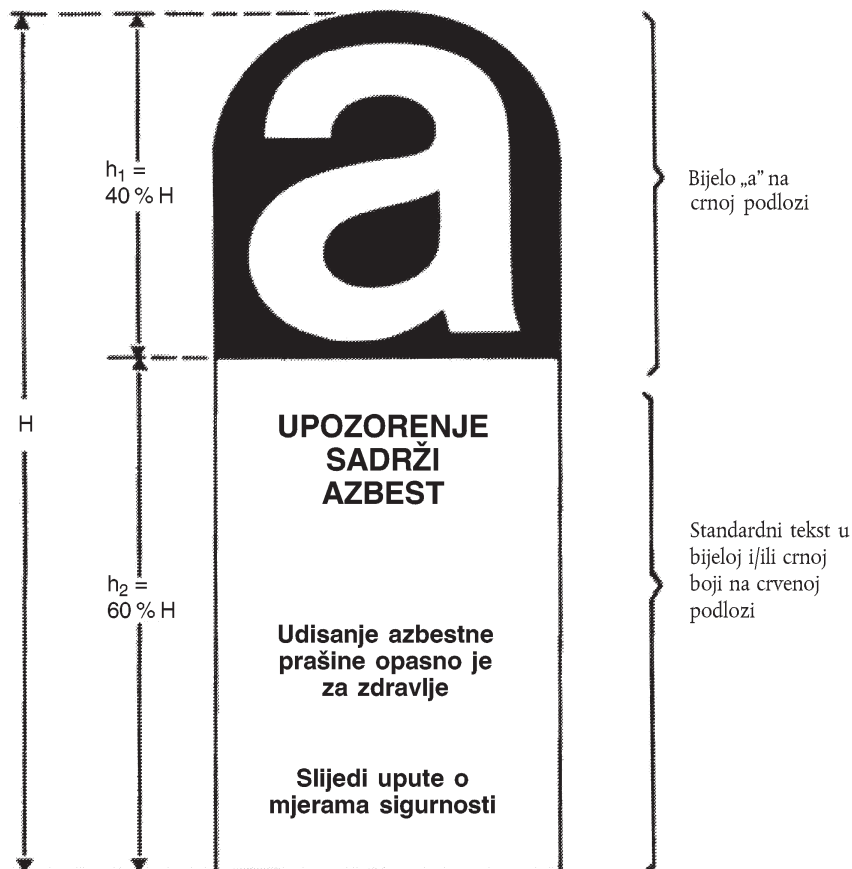 h1 =
40 % H
a
Bijelo „a” na
crnoj podlozi
H
UPOZORENJE
SADRŽI
AZBEST
h2 =
60 % H
Standardni tekst u
bijeloj i/ili crnoj
boji na crvenoj
podlozi
Udisanje azbestne
prašine opasno je
za zdravlje
Slijedi upute o
mjerama sigurnosti